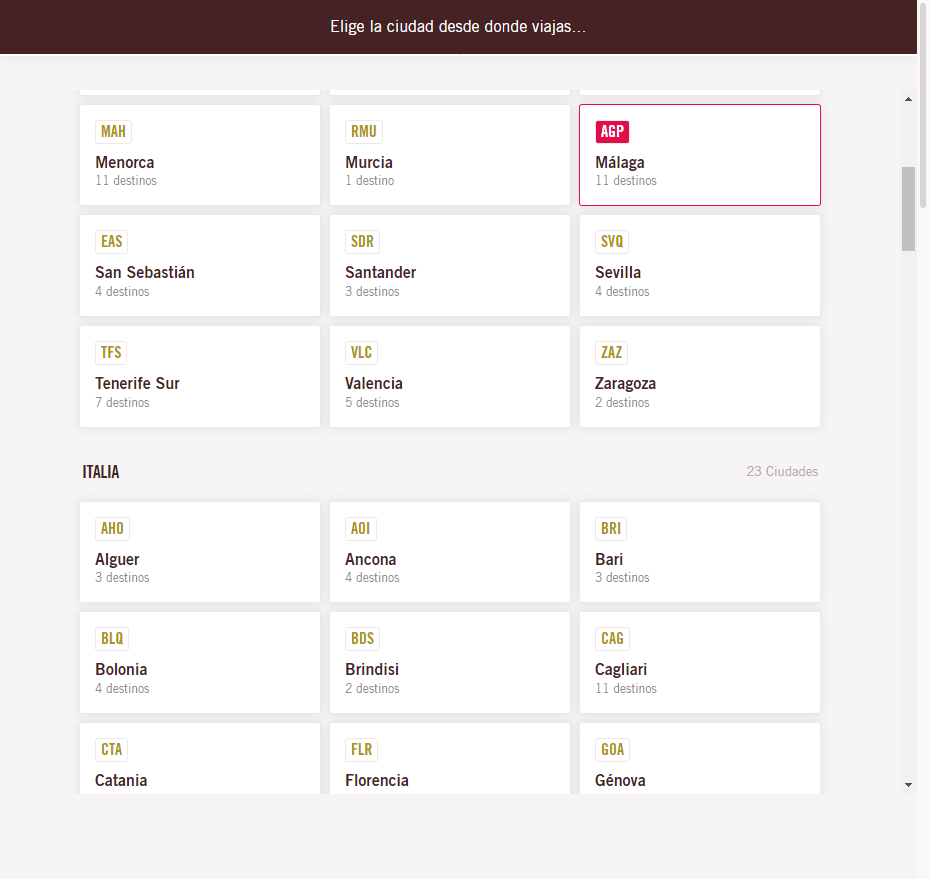 Elige la ciudad desde donde viajas...
MAH
Menorca
11 destinos
RMU
Murcia
1 destino
AGP
Málaga
11 destinos
EAS
San Sebastián
4 destinos
SDR
Santander
3 destinos
SVQ
Sevilla
4 destinos
TFS
Tenerife Sur
7 destinos
VLC
Valencia
5 destinos
ZAZ
Zaragoza
2 destinos
ITALIA
23 Ciudades
AHO
Alguer
3 destinos
AOI
Ancona
4 destinos
BRI
Bari
3 destinos
BLQ
Bolonia
4 destinos
BDS
Brindisi
2 destinos
CAG
Cagliari
11 destinos
CTA
Catania
FLR
Florencia
GOA
Génova